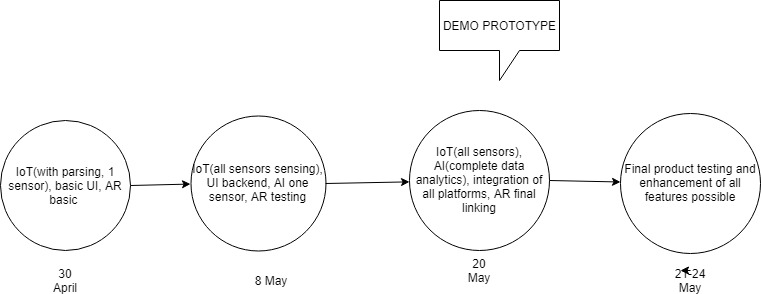 DEMO PROTOTYPE
IoT(with parsing, 1
sensor), basic UI, AR
basic
IoT(all sensors sensing),
UI backend, AI one
sensor, AR testing
IoT(all sensors),
AI(complete data
analytics), integration of
all platforms, AR final
linking
Final product testing and
enhancement of all
features possible
30
April
8 May
20
May
21-24
May